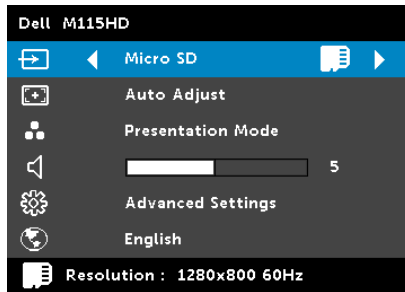 Dell M115HD
Micro SD
Auto Adjust
Presentation Mode
5
Advanced Settings
English
Resolution : 1280x800 60Hz